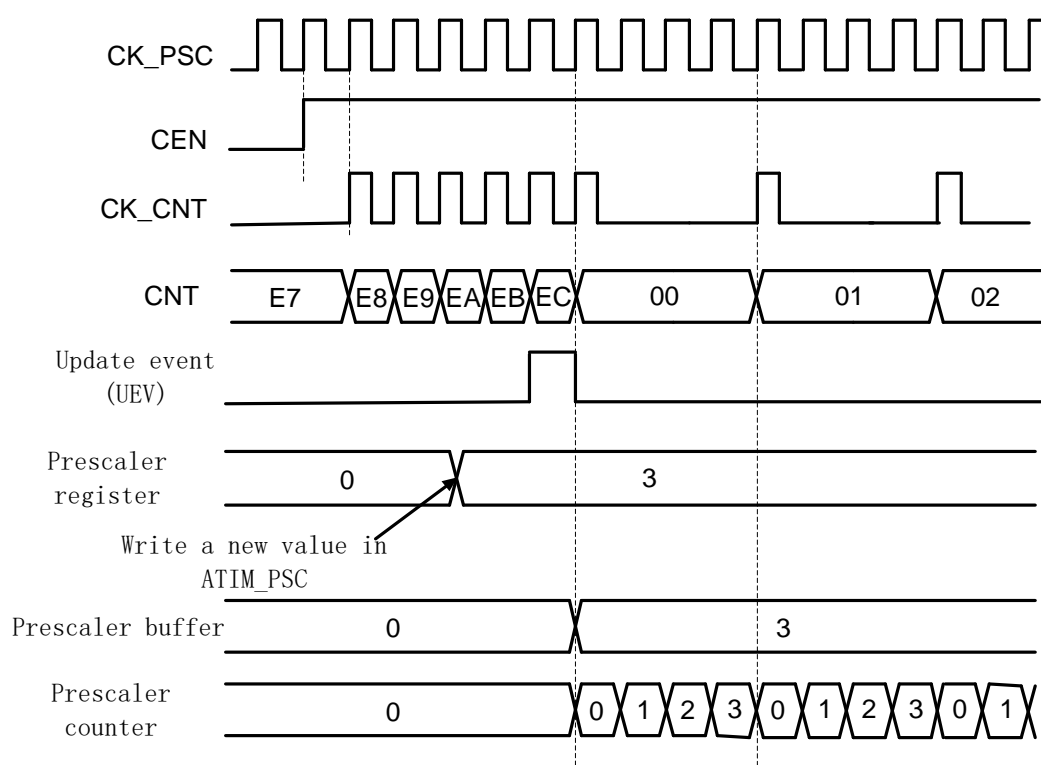 CK_PSC
CEN
CK_CNT
CNT E7 E8 E9 EA EB EC 00 01 02
Update event
(UEV)
Prescaler
register
0 3
Write a new value in
ATIM_PSC
Prescaler buffer 0 3
Prescaler
counter
0 0 1 2 3 0 1 2 3 0 1